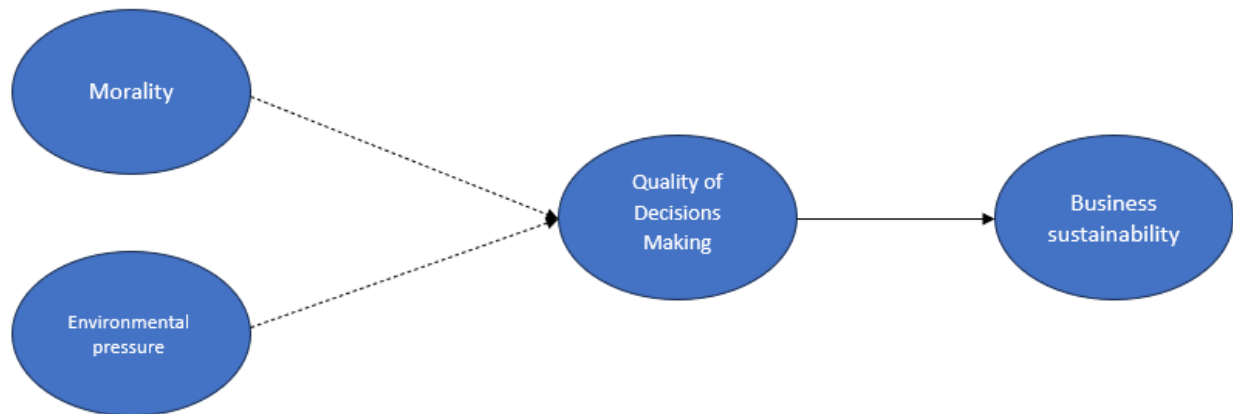 Morality
Environmental
pressure
Quality of
Decisions
Making
Business
sustainability